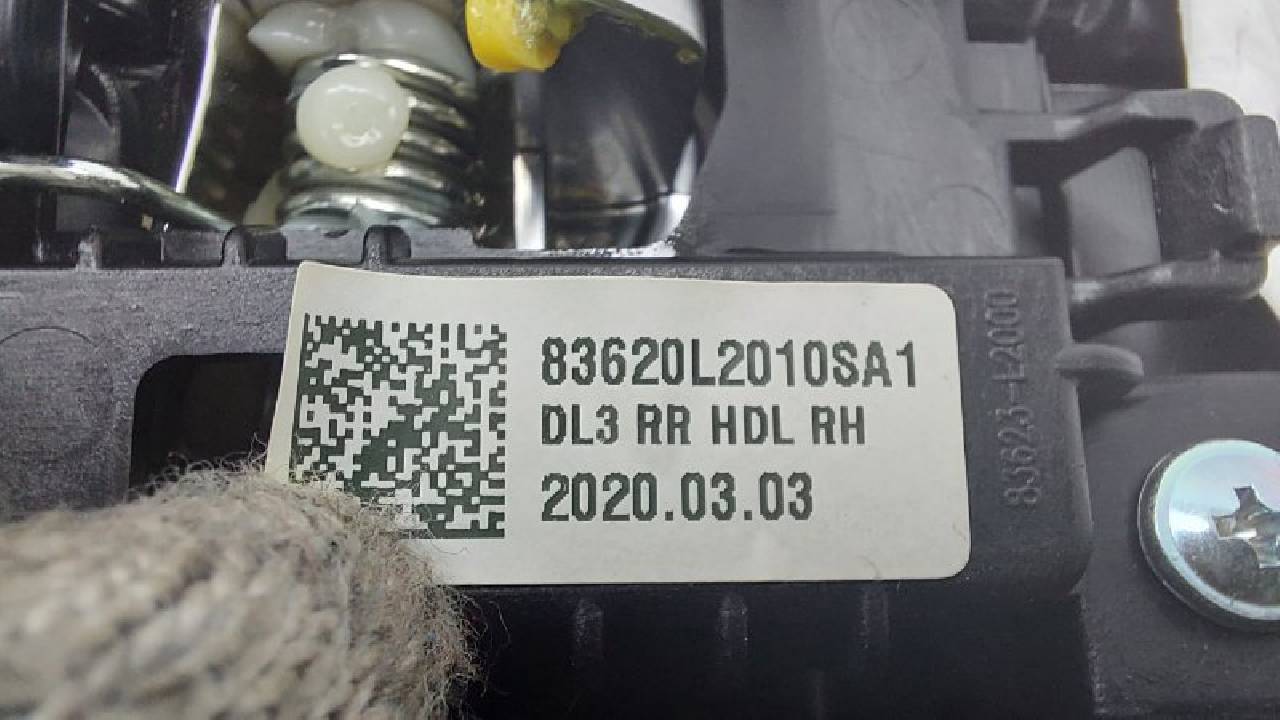 83620L2010SA1
DL3 RR HDL RH
2020.03.03
83623-L2000